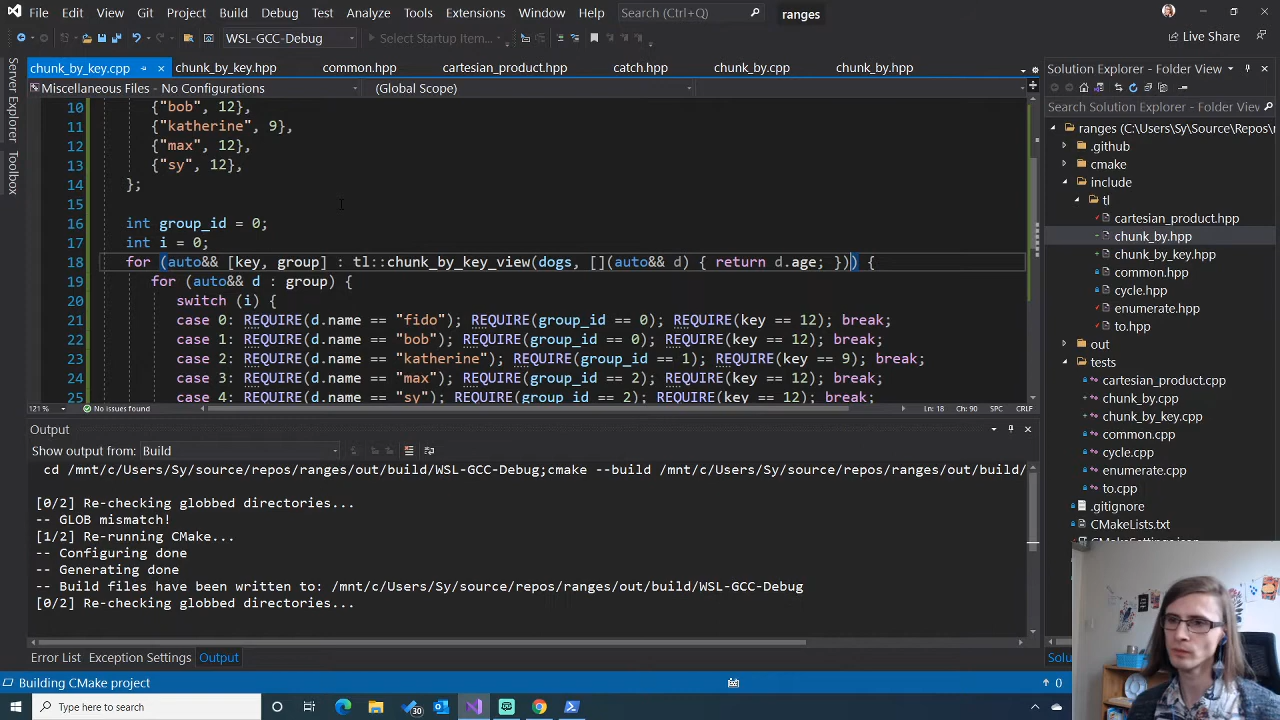 File Edit View Git Project Build Debug Test Analyze Tools Extensions Window Help Search (Ctrl+Q) ranges
WSL-GCC-Debug Select Startup Item... Live Share
chunk_by_key.cpp chunk_by_key.hpp common.hpp cartesian_product.hpp catch.hpp chunk_by.cpp chunk_by.hpp
Miscellaneous Files - No Configurations (Global Scope)
Server Explorer
Toolbox
10 {"bob", 12},
11 {"katherine", 9},
12 {"max", 12},
13 {"sy", 12},
14 };
15
16 int group_id = 0;
17 int i = 0;
18 for (auto&& [key, group] : tl::chunk_by_key_view(dogs, [](auto&& d) { return d.age; })) {
19 for (auto&& d : group) {
20 switch (i) {
21 case 0: REQUIRE(d.name == "fido"); REQUIRE(group_id == 0); REQUIRE(key == 12); break;
22 case 1: REQUIRE(d.name == "bob"); REQUIRE(group_id == 0); REQUIRE(key == 12); break;
23 case 2: REQUIRE(d.name == "katherine"); REQUIRE(group_id == 1); REQUIRE(key == 9); break;
24 case 3: REQUIRE(d.name == "max"); REQUIRE(group_id == 2); REQUIRE(key == 12); break;
25 case 4: REQUIRE(d.name == "sy"); REQUIRE(group_id == 2); REQUIRE(key == 12); break;
121 % No issues found Ln: 18 Ch: 90 SPC CRLF
Output
Show output from: Build
cd /mnt/c/Users/Sy/source/repos/ranges/out/build/WSL-GCC-Debug;cmake --build /mnt/c/Users/Sy/source/repos/ranges/out/build/
[0/2] Re-checking globbed directories...
-- GLOB mismatch!
[1/2] Re-running CMake...
-- Configuring done
-- Generating done
-- Build files have been written to: /mnt/c/Users/Sy/source/repos/ranges/out/build/WSL-GCC-Debug
[0/2] Re-checking globbed directories...
Error List Exception Settings Output
Solution Explorer - Folder View
Search Solution Explorer - Folder View
ranges (C:\Users\Sy\Source\Repos\
.github
cmake
include
tl
cartesian_product.hpp
chunk_by.hpp
chunk_by_key.hpp
common.hpp
cycle.hpp
enumerate.hpp
to.hpp
out
tests
cartesian_product.cpp
chunk_by.cpp
chunk_by_key.cpp
common.cpp
cycle.cpp
enumerate.cpp
to.cpp
.gitignore
CMakeLists.txt
CMakeSettings.json
Solu
Building CMake project 0
Type here to search 30